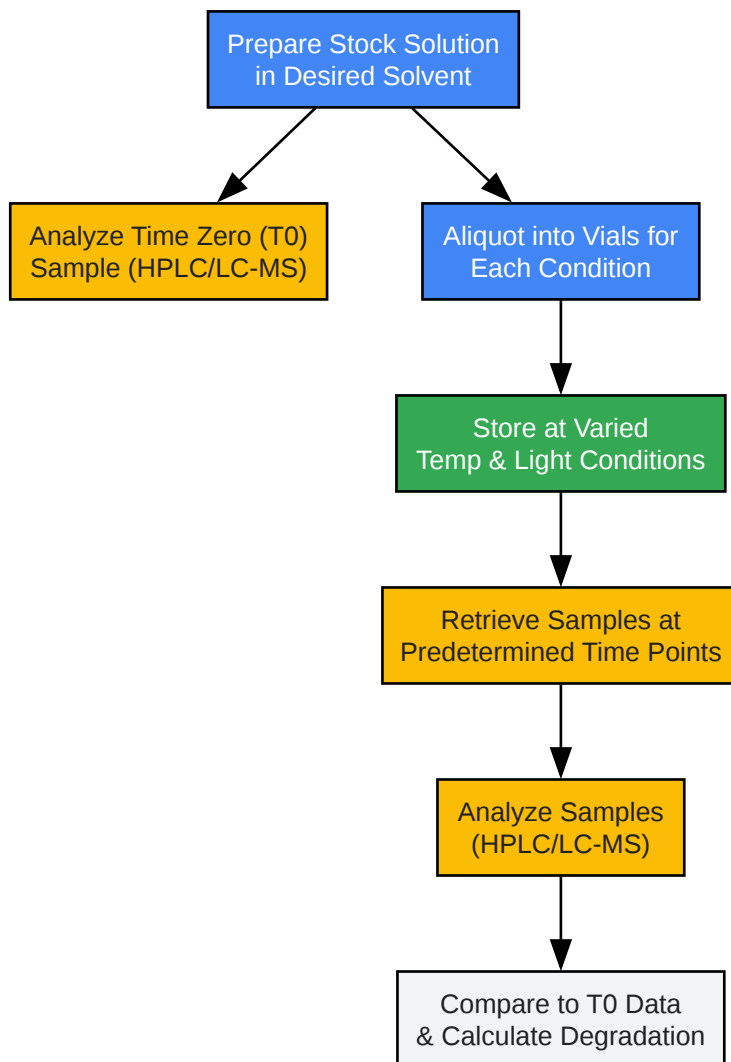 Prepare Stock Solution
in Desired Solvent
Analyze Time Zero (T0)
Sample (HPLC/LC-MS)
Aliquot into Vials for
Each Condition
Store at Varied
Temp & Light Conditions
Retrieve Samples at
Predetermined Time Points
Analyze Samples
(HPLC/LC-MS)
Compare to T0 Data
& Calculate Degradation